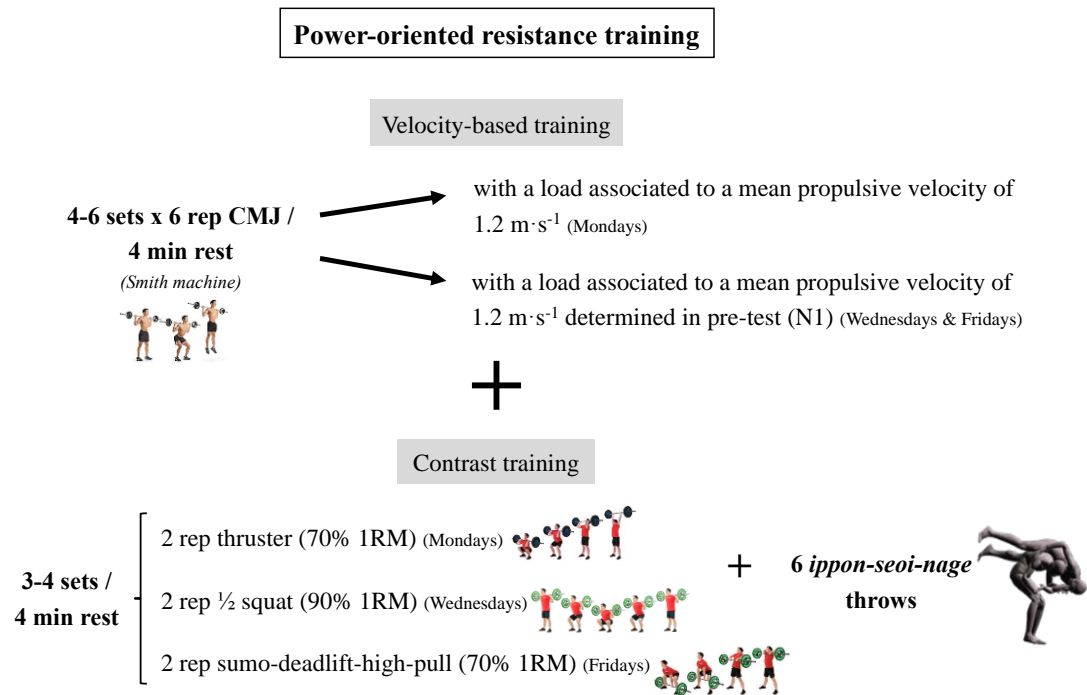 Power-oriented resistance training
Velocity-based training
4-6 sets x 6 rep CMJ /
4 min rest
(Smith machine)
with a load associated to a mean propulsive velocity of
1.2 m·s⁻¹ (Mondays)
with a load associated to a mean propulsive velocity of
1.2 m·s⁻¹ determined in pre-test (N1) (Wednesdays & Fridays)
+
Contrast training
3-4 sets /
4 min rest
2 rep thruster (70% 1RM) (Mondays)
2 rep ½ squat (90% 1RM) (Wednesdays)
2 rep sumo-deadlift-high-pull (70% 1RM) (Fridays)
+
6 ippon-seoi-nage
throws